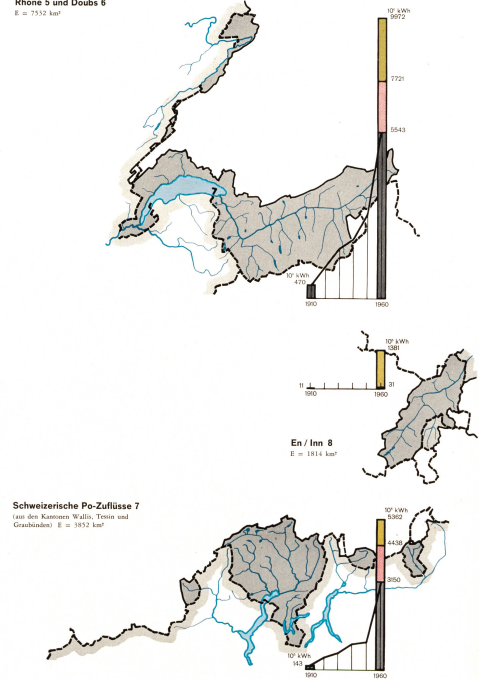 Rhone 5 und Doubs 6
E = 7552 km²
10⁶ kWh
9972
7721
5543
10⁶ kWh
470
1910
1960
10⁶ kWh
1381
11
31
1910
1960
En / Inn 8
E = 1814 km²
Schweizerische Po-Zuflüsse 7
(aus den Kantonen Wallis, Tessin und
Graubünden) E = 3852 km²
10⁶ kWh
5362
4438
3150
10⁶ kWh
143
1910
1960